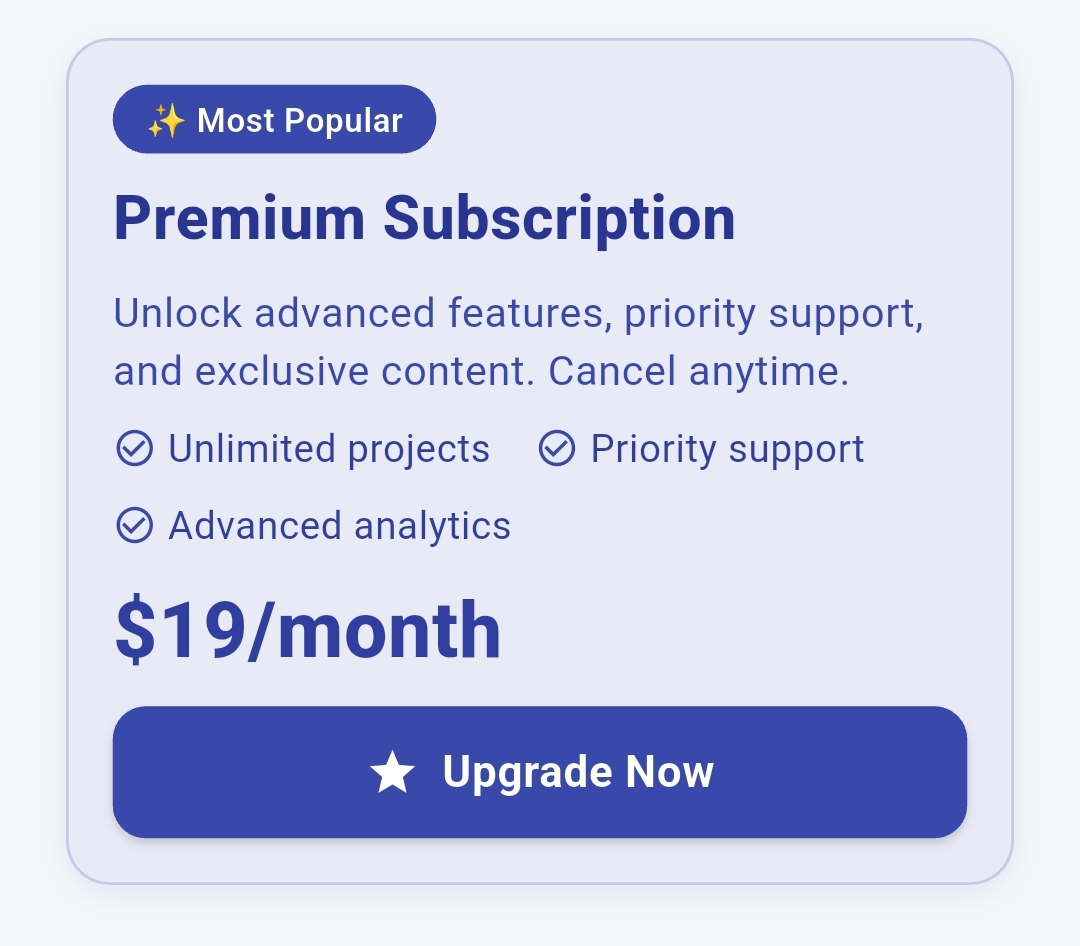 ✨ Most Popular
Premium Subscription
Unlock advanced features, priority support,
and exclusive content. Cancel anytime.
Unlimited projects Priority support
Advanced analytics
$19/month
Upgrade Now